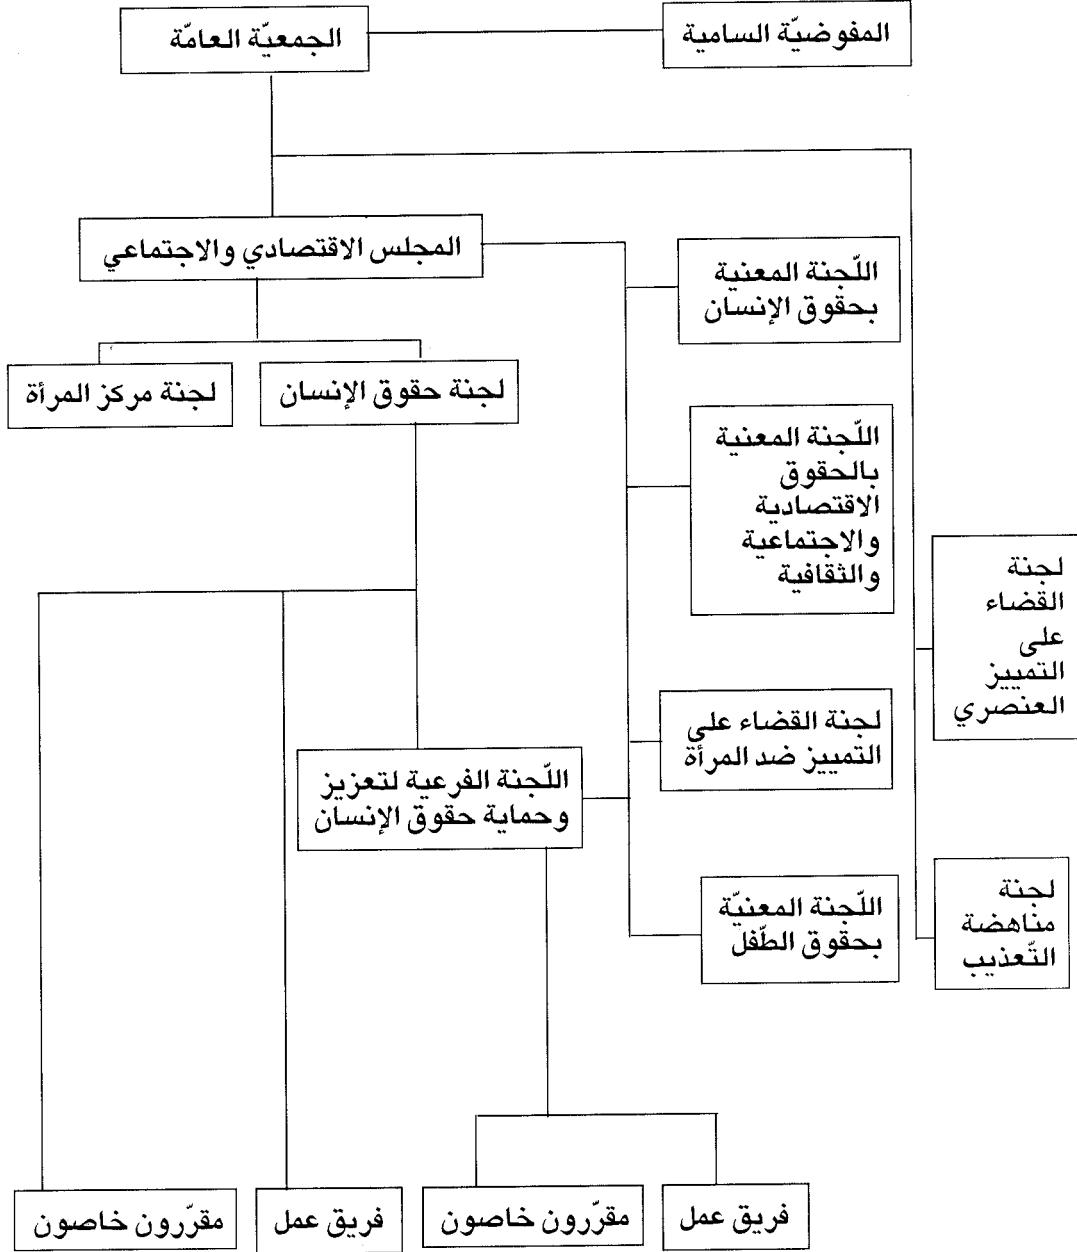 المفوضيّة السامية
الجمعيّة العامّة
المجلس الاقتصادي والاجتماعي
اللّجنة المعنية
بحقوق الإنسان
لجنة حقوق الإنسان
لجنة مركز المرأة
اللّجنة المعنية
بالحقوق
الاقتصادية
والاجتماعية
والثقافية
لجنة
القضاء
على
التمييز
العنصري
لجنة القضاء على
التمييز ضد المرأة
اللّجنة الفرعية لتعزيز
وحماية حقوق الإنسان
لجنة
مناهضة
التّعذيب
اللّجنة المعنيّة
بحقوق الطّفل
فريق عمل
مقرّرون خاصون
فريق عمل
مقرّرون خاصون